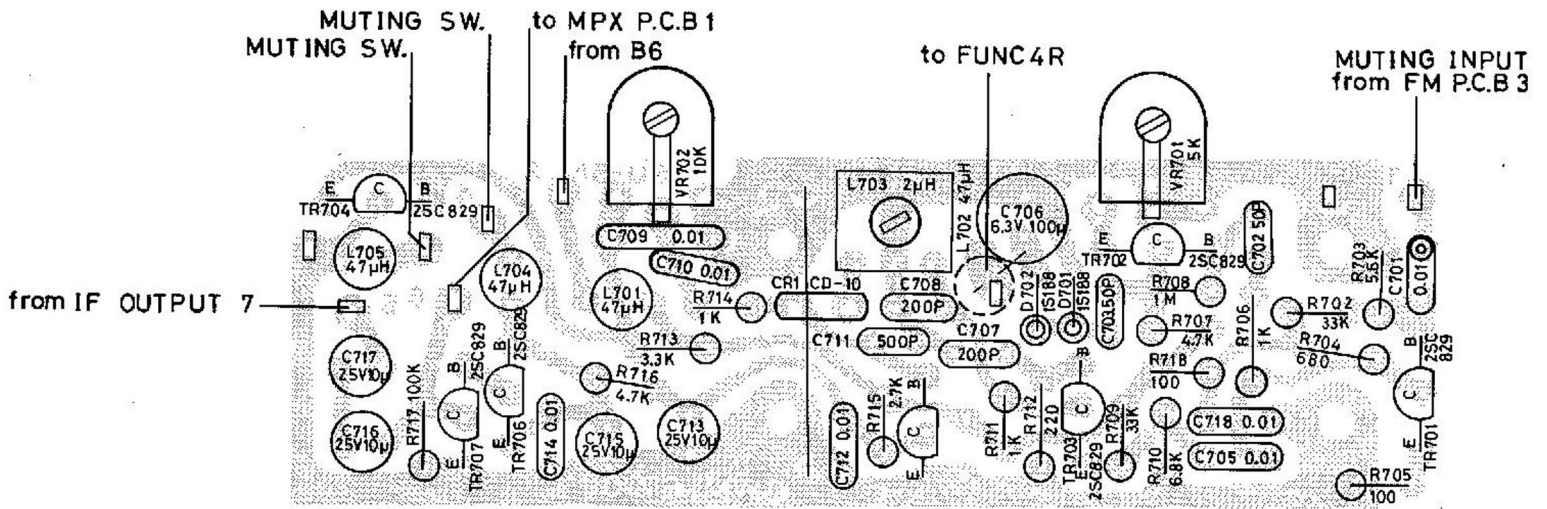 MUTING SW.
MUTING SW.
to MPX P.C.B 1
from B6
to FUNC 4R
MUTING INPUT
from FM P.C.B 3
from IF OUTPUT 7
E
C
B
TR704
2SC829
L705
47μH
L704
47μH
C717
25V10μ
C716
25V10μ
R717 100K
B
C
E
2SC829
TR707
B
C
E
2SC829
TR706
C714 0.01
VR702
10K
C709 0.01
C710 0.01
L701
47μH
R714
1K
R713
3.3K
R716
4.7K
C715
25V10μ
C713
25V10μ
CR1 CD-10
C708
200P
C711
500P
C707
200P
L703 2μH
L702 47μH
C706
6.3V 100μ
C712 0.01
R715
2.7K
B
C
E
R711
1K
R712
220
D702
1S188
D701
1S188
B
C
E
TR703
2SC829
R709
33K
R710
6.8K
VR701
5K
E
C
B
TR702
2SC829
C702 50P
C703 50P
R708
1M
R707
4.7K
R718
100
R706
1K
C718 0.01
C705 0.01
R702
33K
R703
5.6K
C701
0.01
R704
680
B
C
E
2SC
829
TR701
R705
100